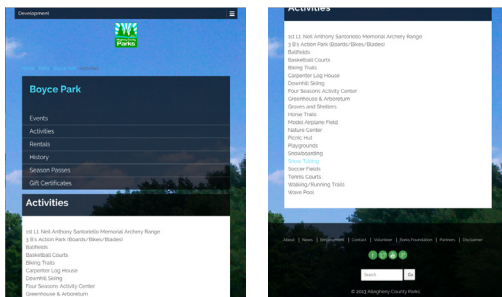 Development
Parks
Boyce Park
Events
Activities
Rentals
History
Season Passes
Gift Certificates
Activities
1st Lt. Neil Anthony Santoriello Memorial Archery Range
3 B's Action Park (Boards/Bikes/Blades)
Ballfields
Basketball Courts
Biking Trails
Carpenter Log House
Downhill Skiing
Four Seasons Activity Center
Greenhouse & Arboretum
Activities
1st Lt. Neil Anthony Santoriello Memorial Archery Range
3 B's Action Park (Boards/Bikes/Blades)
Ballfields
Basketball Courts
Biking Trails
Carpenter Log House
Downhill Skiing
Four Seasons Activity Center
Greenhouse & Arboretum
Groves and Shelters
Horse Trails
Model Airplane Field
Nature Center
Picnic Hut
Playgrounds
Snowboarding
Snow Tubing
Soccer Fields
Tennis Courts
Walking/Running Trails
Wave Pool
About | News | Employment | Contact | Volunteer | Parks Foundation | Partners | Disclaimer
Search Go
© 2023 Allegheny County Parks